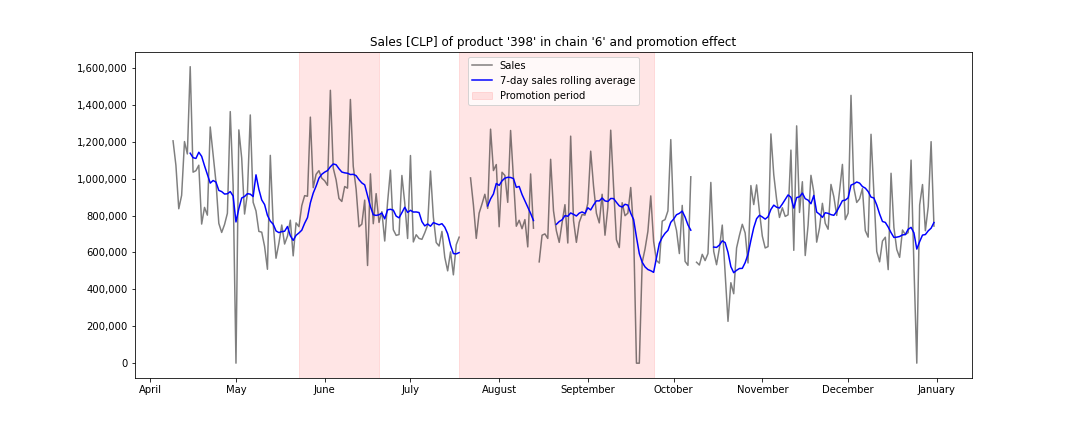 Sales [CLP] of product '398' in chain '6' and promotion effect
Sales
7-day sales rolling average
Promotion period
1,600,000
1,400,000
1,200,000
1,000,000
800,000
600,000
400,000
200,000
0
April May June July August September October November December January